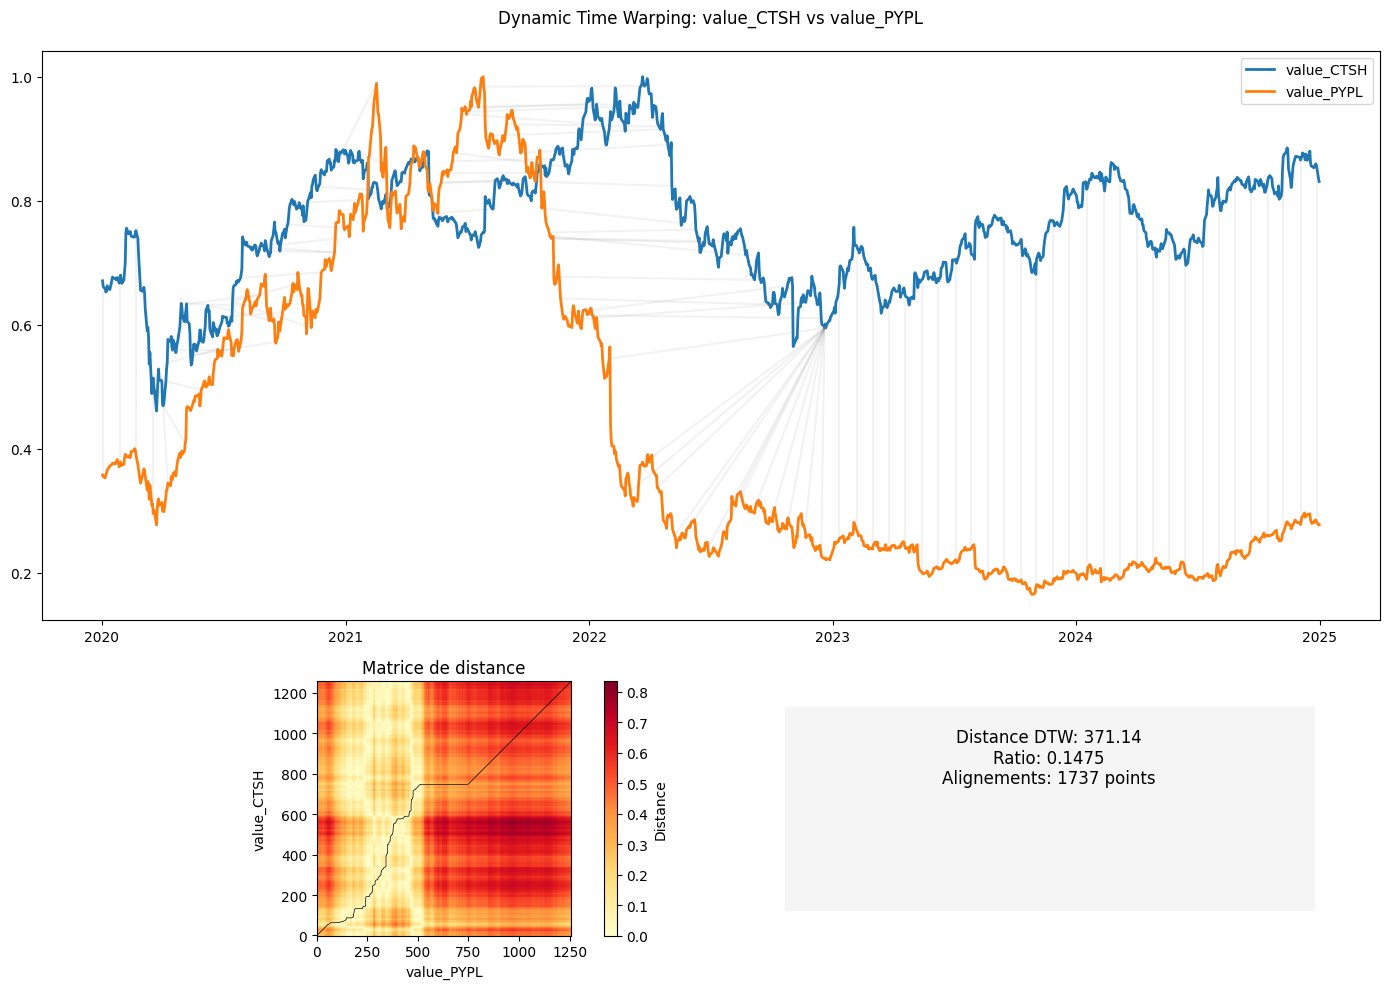 Dynamic Time Warping: value_CTSH vs value_PYPL
value_CTSH
value_PYPL
1.0
0.8
0.6
0.4
0.2
2020 2021 2022 2023 2024 2025
Matrice de distance
value_CTSH
1200
1000
800
600
400
200
0
0 250 500 750 1000 1250
value_PYPL
0.8
0.7
0.6
0.5
0.4
0.3
0.2
0.1
0.0
Distance
Distance DTW: 371.14
Ratio: 0.1475
Alignements: 1737 points